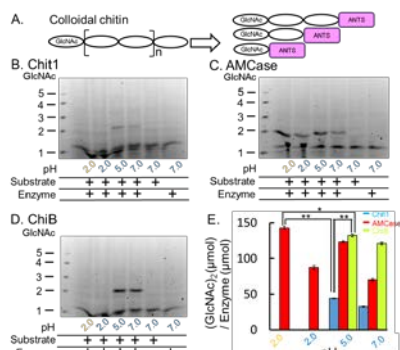 A. Colloidal chitin
GlcNAc
n
GlcNAc ANTS
GlcNAc ANTS
GlcNAc ANTS
B. Chit1
GlcNAc
5
4
3
2
1
pH 2.0 2.0 5.0 7.0 7.0 7.0
Substrate + + + + +
Enzyme + + + + +
C. AMCase
GlcNAc
5
4
3
2
1
pH 2.0 2.0 5.0 7.0 7.0 7.0
Substrate + + + + +
Enzyme + + + + +
D. ChiB
GlcNAc
5
4
3
2
1
pH 2.0 2.0 5.0 7.0 7.0 7.0
Substrate + + + + +
E.
(GlcNAc)2(μmol) / Enzyme (μmol)
150
100
50
0
* ** **
Chit1
AMCase
ChiB
2.0 2.0 5.0 7.0